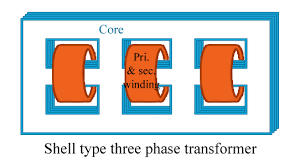 Core
Pri.
& sec.
winding
Shell type three phase transformer